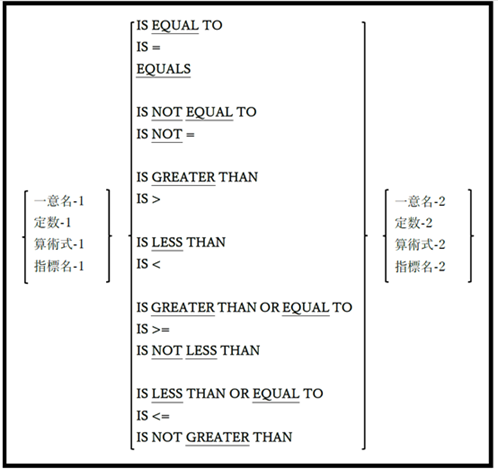 IS EQUAL TO
IS =
EQUALS
IS NOT EQUAL TO
IS NOT =
IS GREATER THAN
IS >
一意名-1
定数-1
算術式-1
指標名-1
IS LESS THAN
IS <
一意名-2
定数-2
算術式-2
指標名-2
IS GREATER THAN OR EQUAL TO
IS >=
IS NOT LESS THAN
IS LESS THAN OR EQUAL TO
IS <=
IS NOT GREATER THAN